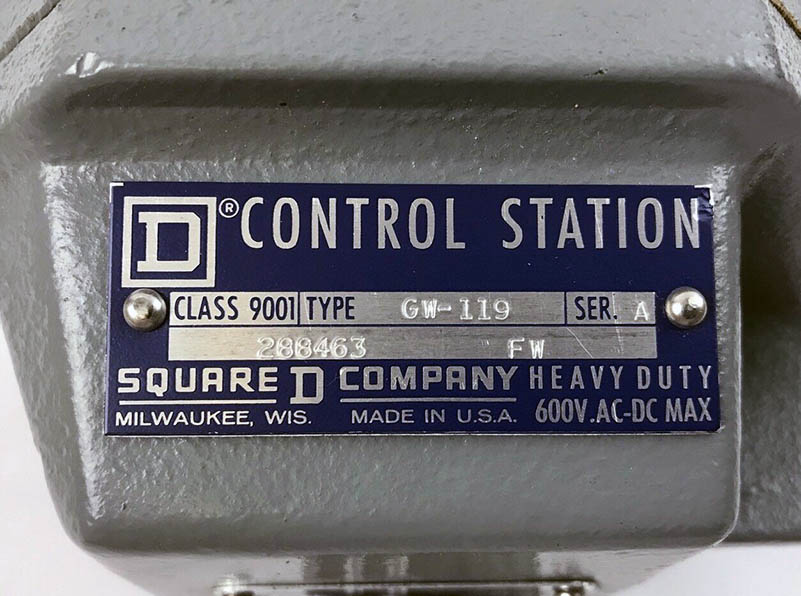 D® CONTROL STATION
CLASS 9001 TYPE GW-119 SER. A
288463 FW
SQUARE D COMPANY HEAVY DUTY
MILWAUKEE, WIS. MADE IN U.S.A. 600V.AC-DC MAX